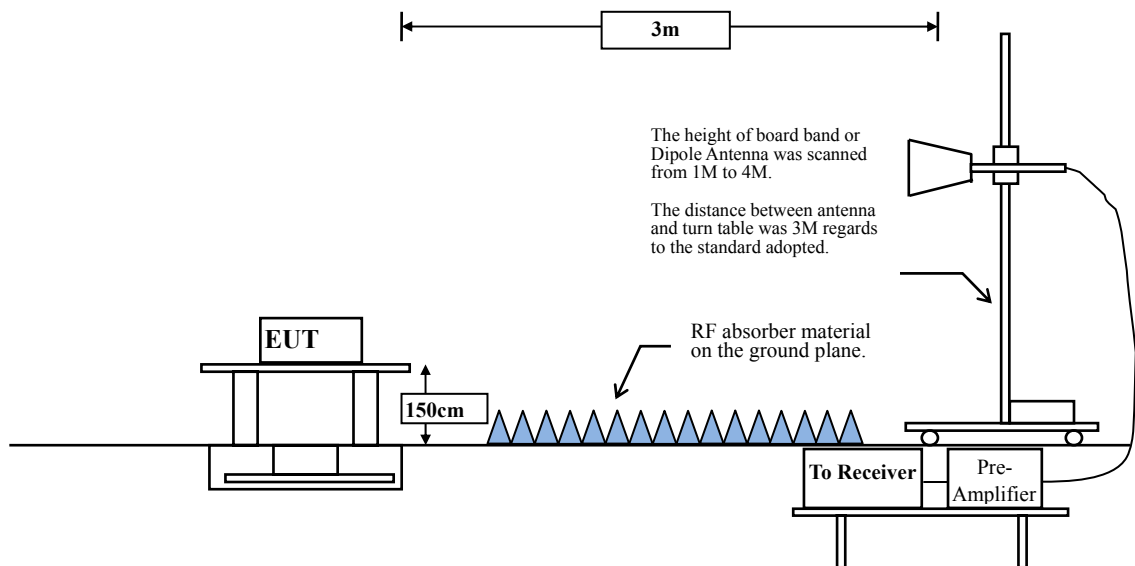 3m
The height of board band or
Dipole Antenna was scanned
from 1M to 4M.
The distance between antenna
and turn table was 3M regards
to the standard adopted.
EUT
RF absorber material
on the ground plane.
150cm
To Receiver
Pre-
Amplifier